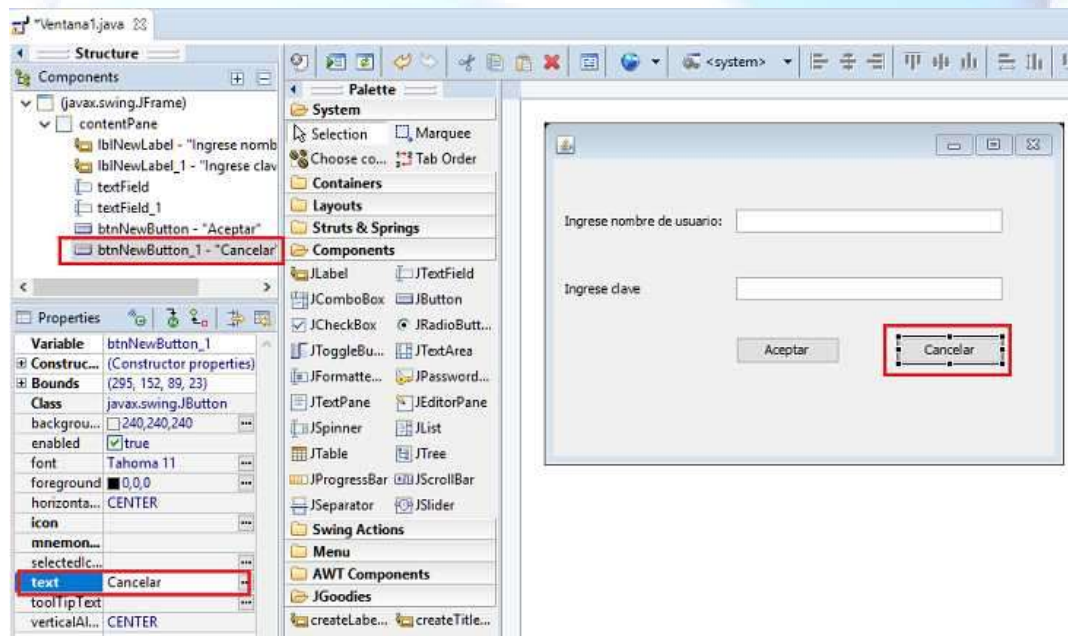 *Ventana1.java
Structure
Components
(javax.swing.JFrame)
contentPane
lblNewLabel - "Ingrese nomb
lblNewLabel_1 - "Ingrese clav
textField
textField_1
btnNewButton - "Aceptar"
btnNewButton_1 - "Cancelar"
Properties
Variable btnNewButton_1
Construc... (Constructor properties)
Bounds (295, 152, 89, 23)
Class javax.swing.JButton
backgrou... 240,240,240
enabled true
font Tahoma 11
foreground 0,0,0
horizonta... CENTER
icon
mnemon...
selectedIc...
text Cancelar
toolTipText
verticalAl... CENTER
<system>
Palette
System
Selection Marquee
Choose co... Tab Order
Containers
Layouts
Struts & Springs
Components
JLabel JTextField
JComboBox JButton
JCheckBox JRadioButt...
JToggleBu... JTextArea
JFormatte... JPassword...
JTextPane JEditorPane
JSpinner JList
JTable JTree
JProgressBar JScrollBar
JSeparator JSlider
Swing Actions
Menu
AWT Components
JGoodies
createLabe... createTitle...
Ingrese nombre de usuario:
Ingrese clave
Aceptar Cancelar